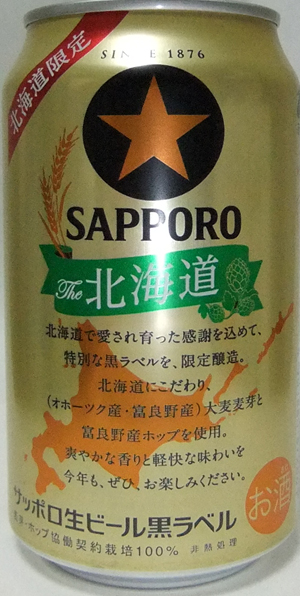 北海道限定
SINCE 1876
SAPPORO
The 北海道
北海道で愛され育った感謝を込めて、
特別な黒ラベルを、限定醸造。
北海道にこだわり、
(オホーツク産・富良野産)大麦麦芽と
富良野産ホップを使用。
爽やかな香りと軽快な味わいを
今年も、ぜひ、お楽しみください。
お酒
サッポロ生ビール黒ラベル
麦芽・ホップ協働契約栽培100% 非熱処理